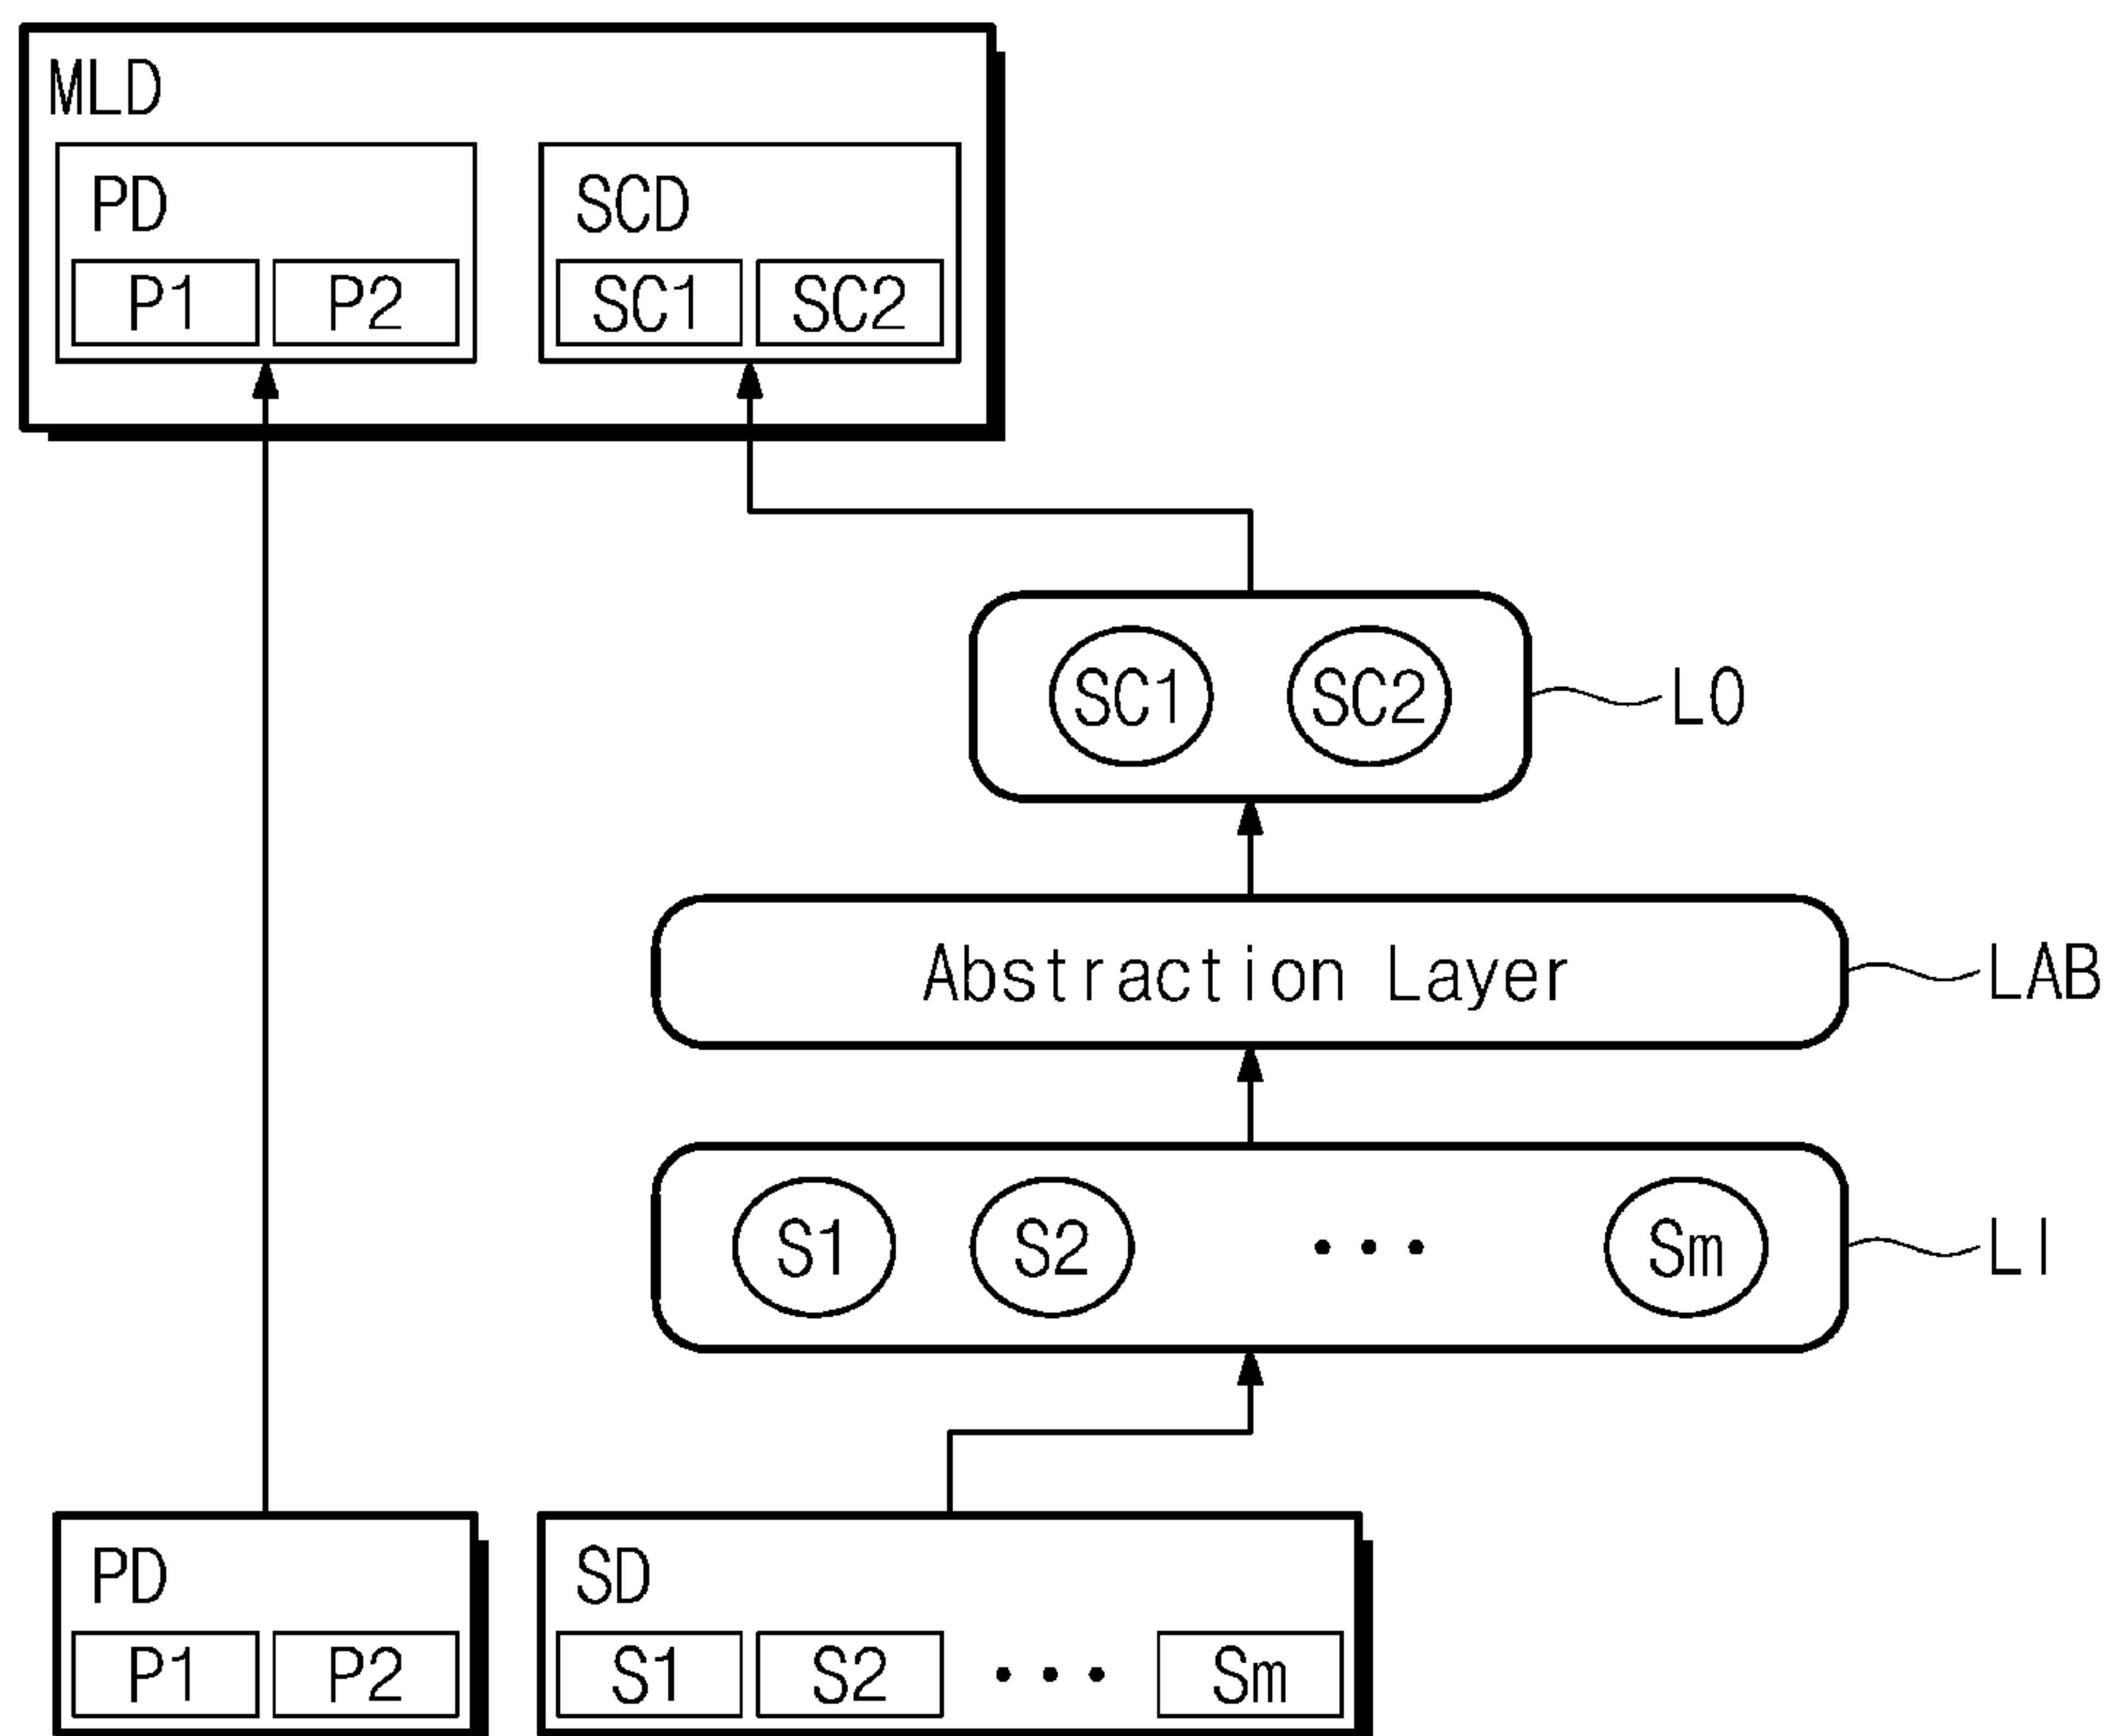 MLD
PD SCD
P1 P2 SC1 SC2
SC1 SC2 LO
Abstraction Layer LAB
S1 S2 ••• Sm LI
PD SD
P1 P2 S1 S2 ••• Sm